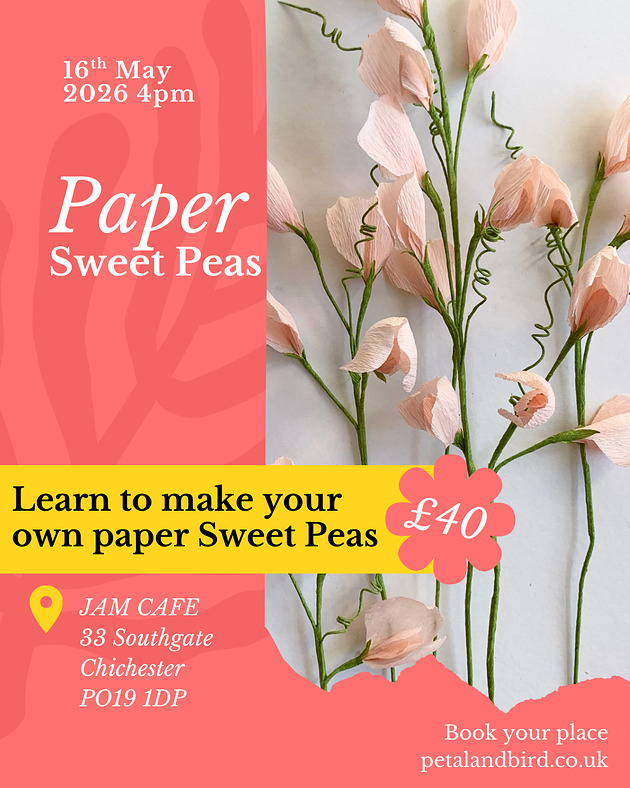 16th May
2026 4pm
Paper
Sweet Peas
Learn to make your
own paper Sweet Peas
£40
JAM CAFE
33 Southgate
Chichester
PO19 1DP
Book your place
petalandbird.co.uk